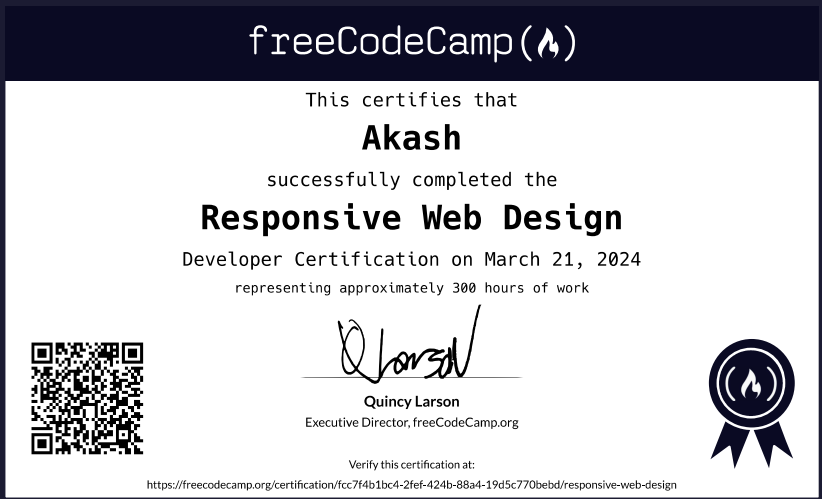 freeCodeCamp
This certifies that
Akash
successfully completed the
Responsive Web Design
Developer Certification on March 21, 2024
representing approximately 300 hours of work
Q Larson
Quincy Larson
Executive Director, freeCodeCamp.org
Verify this certification at:
https://freecodecamp.org/certification/fcc7f4b1bc4-2fef-424b-88a4-19d5c770bebd/responsive-web-design